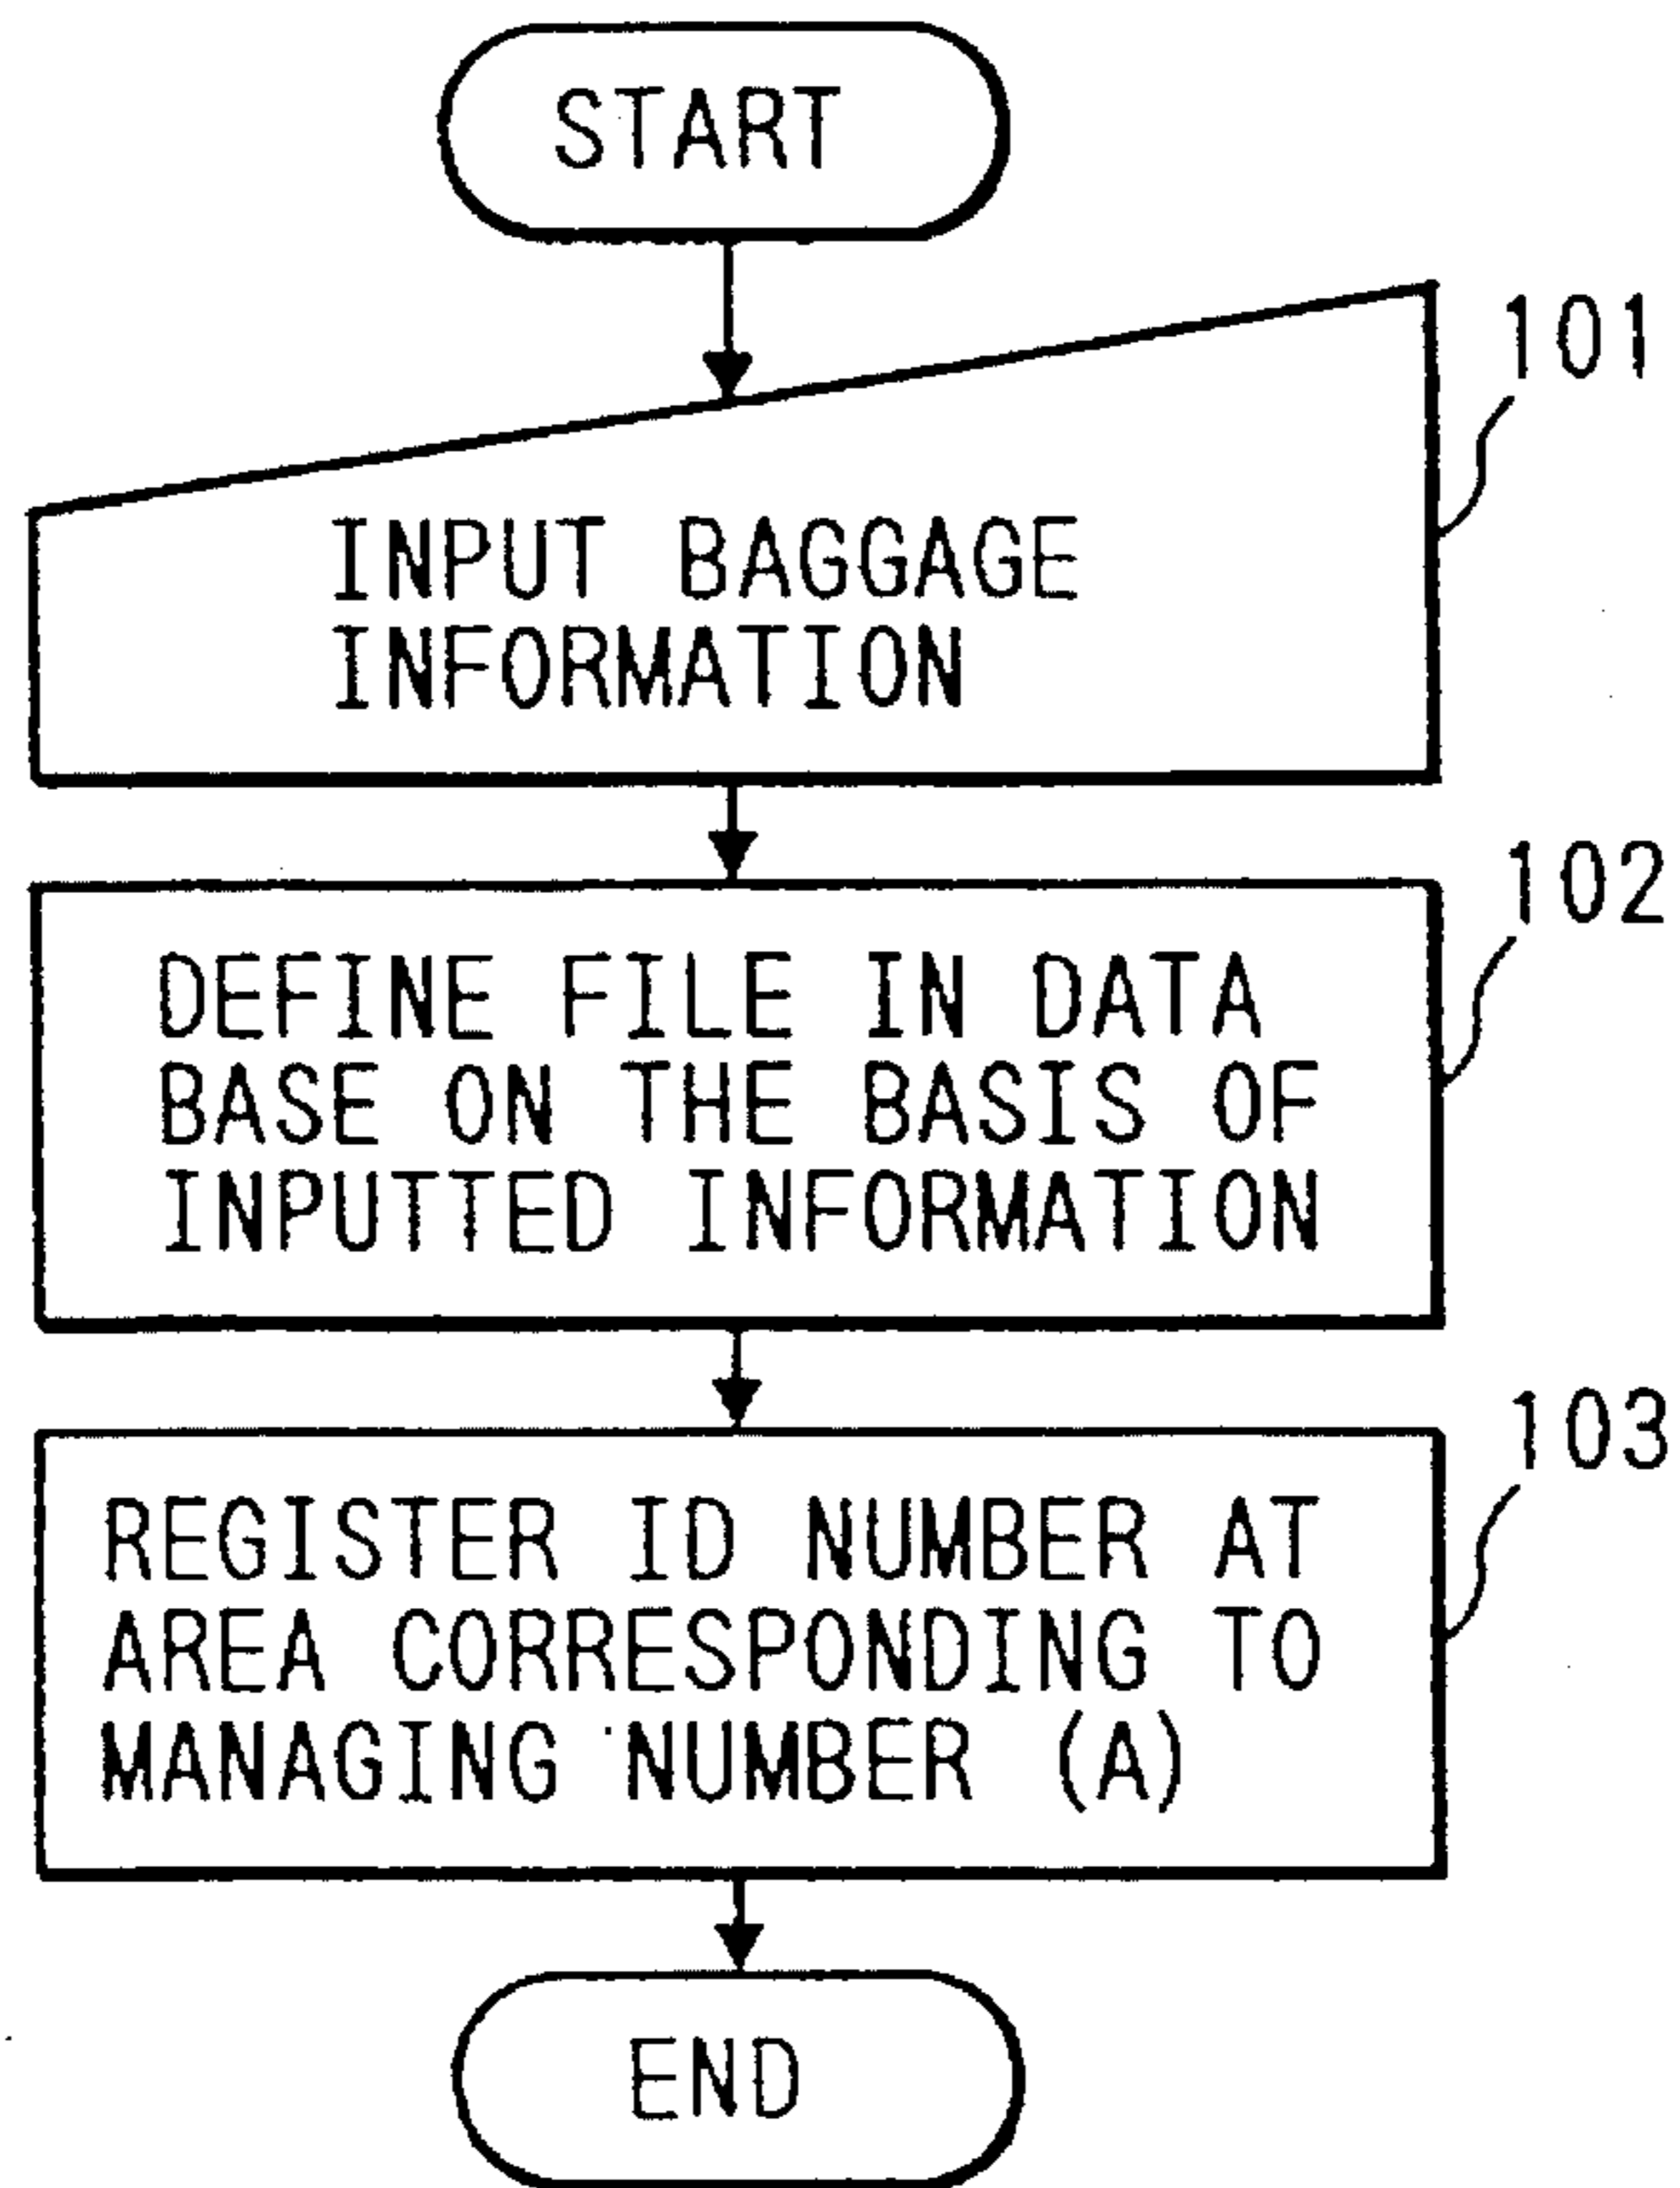 START
101
INPUT BAGGAGE
INFORMATION
102
DEFINE FILE IN DATA
BASE ON THE BASIS OF
INPUTTED INFORMATION
103
REGISTER ID NUMBER AT
AREA CORRESPONDING TO
MANAGING NUMBER (A)
END